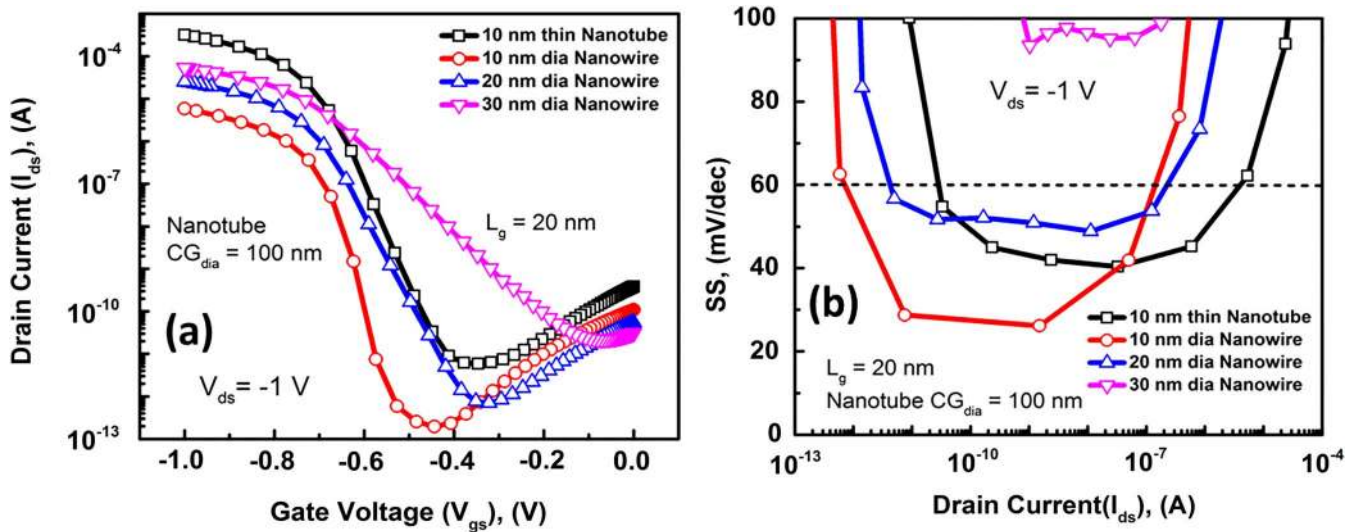 10 nm thin Nanotube
10 nm dia Nanowire
20 nm dia Nanowire
30 nm dia Nanowire
Nanotube
CG_dia = 100 nm
L_g = 20 nm
(a)
V_ds = -1 V
10^-4
10^-7
10^-10
10^-13
-1.0 -0.8 -0.6 -0.4 -0.2 0.0
Drain Current (I_ds), (A)
Gate Voltage (V_gs), (V)
100
80
60
40
20
0
SS, (mV/dec)
V_ds= -1 V
(b)
10 nm thin Nanotube
10 nm dia Nanowire
20 nm dia Nanowire
30 nm dia Nanowire
L_g = 20 nm
Nanotube CG_dia = 100 nm
10^-13 10^-10 10^-7 10^-4
Drain Current(I_ds), (A)